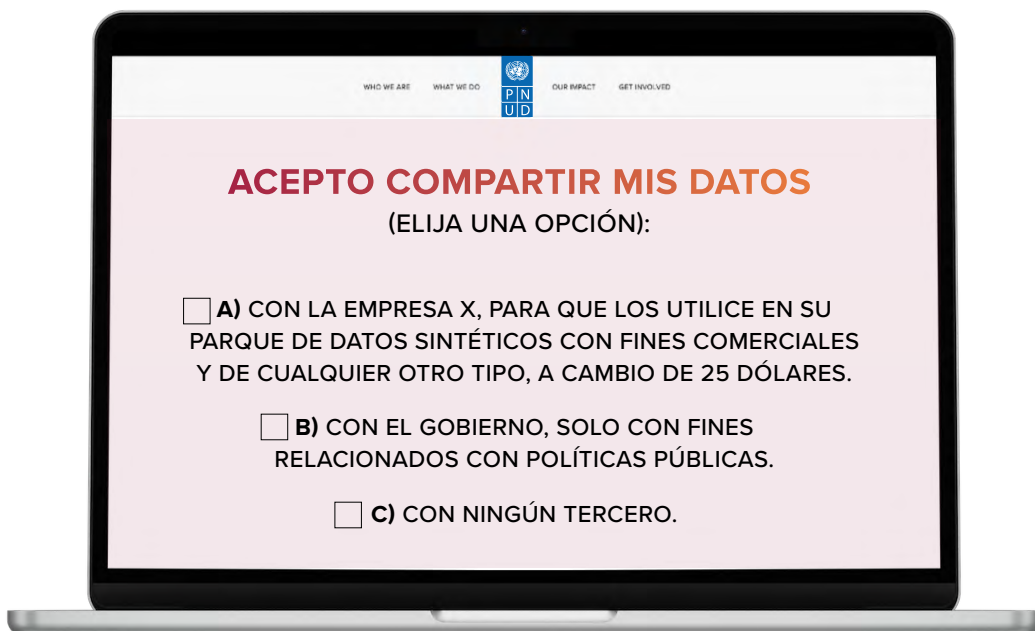 WHO WE ARE WHAT WE DO OUR IMPACT GET INVOLVED
P N
U D
ACEPTO COMPARTIR MIS DATOS
(ELIJA UNA OPCIÓN):
A) CON LA EMPRESA X, PARA QUE LOS UTILICE EN SU
PARQUE DE DATOS SINTÉTICOS CON FINES COMERCIALES
Y DE CUALQUIER OTRO TIPO, A CAMBIO DE 25 DÓLARES.
B) CON EL GOBIERNO, SOLO CON FINES
RELACIONADOS CON POLÍTICAS PÚBLICAS.
C) CON NINGÚN TERCERO.